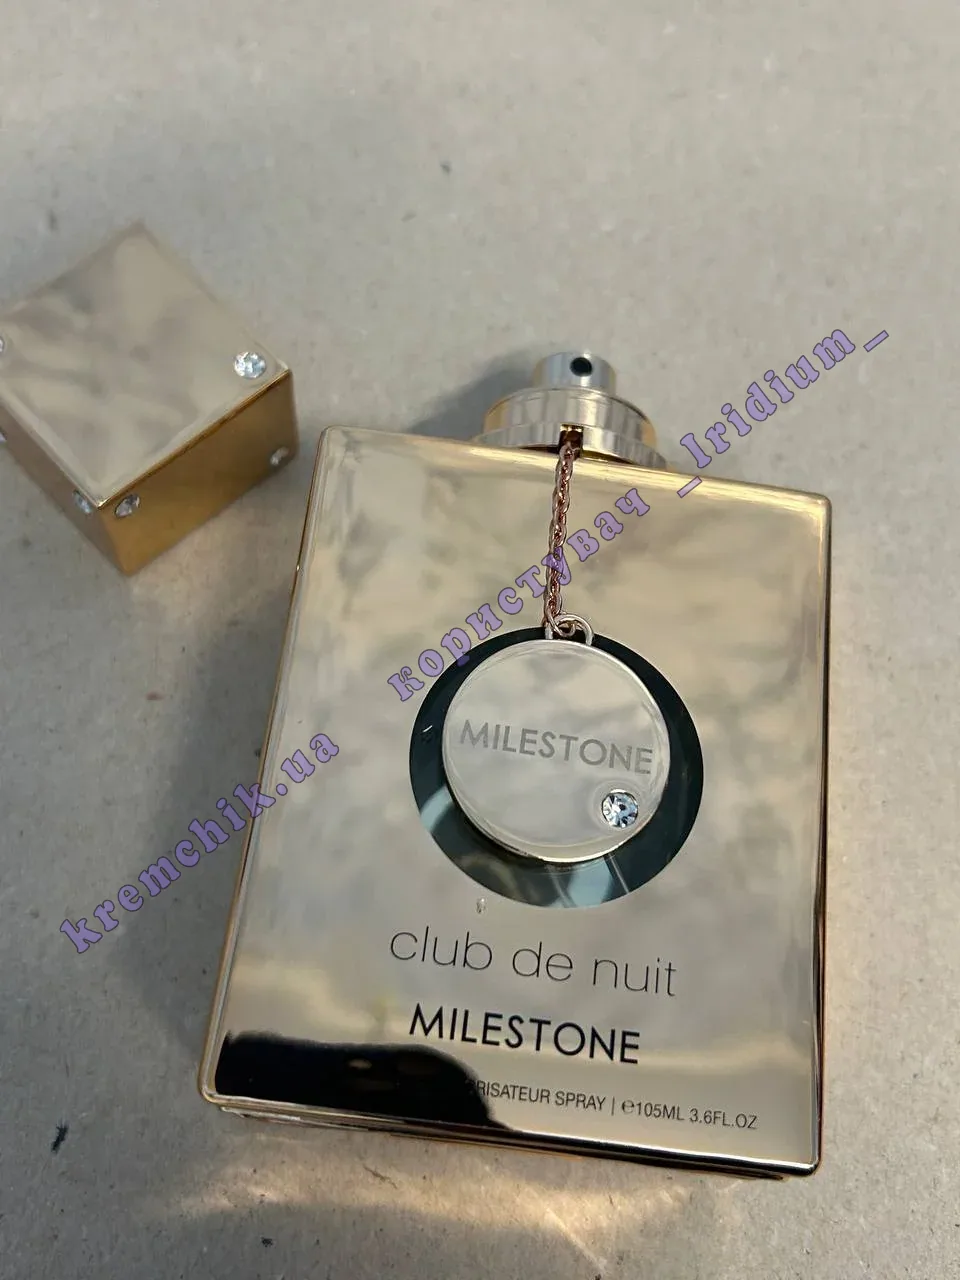 користувач _Iridium_
kremchik.ua
MILESTONE
club de nuit
MILESTONE
RISATEUR SPRAY | ℮105ML 3.6FL.OZ